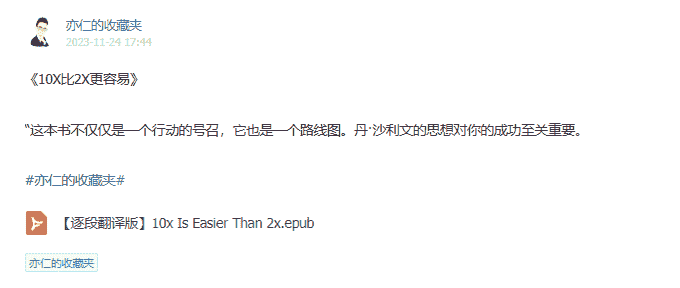 亦仁的收藏夹
2023-11-24 17:44
《10X比2X更容易》
“这本书不仅仅是一个行动的号召，它也是一个路线图。丹·沙利文的思想对你的成功至关重要。
#亦仁的收藏夹#
【逐段翻译版】10x Is Easier Than 2x.epub
亦仁的收藏夹